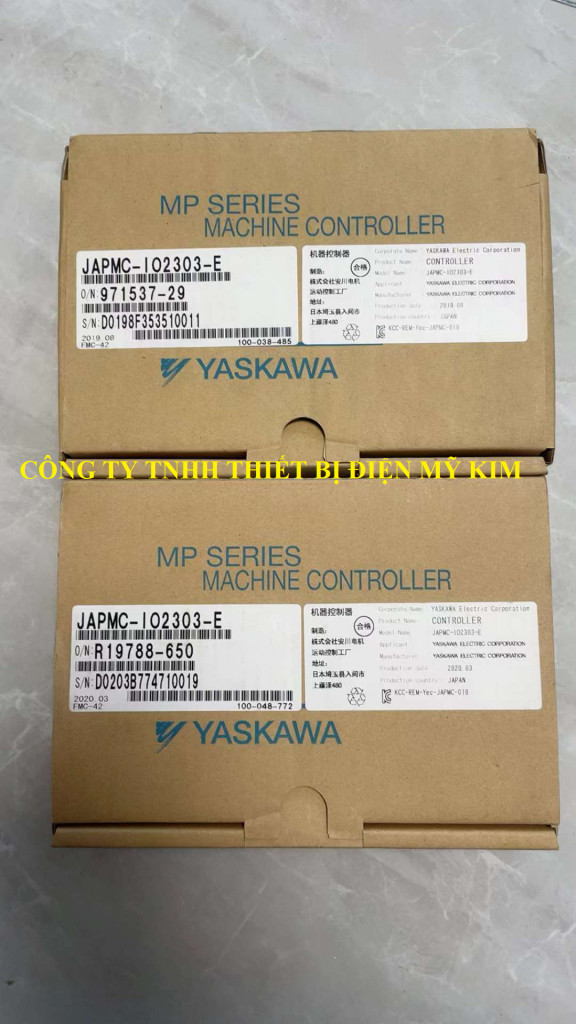 MP SERIES
MACHINE CONTROLLER
JAPMC-IO2303-E
O/N: 971537-29
S/N: D0198F353510011
2019.08
FMC-42
100-038-485
机器控制器
合格
制造:
株式会社安川电机
运动控制工厂
地址:
日本埼玉县入间市
上藤泽480
Corporate Name YASKAWA Electric Corporation
Product Name CONTROLLER
Model Name JAPMC-IO2303-E
Applicant YASKAWA ELECTRIC CORPORATION
Manufacturer YASKAWA ELECTRIC CORPORATION
Production date : 2019.08
Production country : JAPAN
KCC-REM-Yec-JAPMC-018
YASKAWA
CÔNG TY TNHH THIẾT BỊ ĐIỆN MỸ KIM
MP SERIES
MACHINE CONTROLLER
JAPMC-IO2303-E
O/N: R19788-650
S/N: D0203B774710019
2020.03
FMC-42
100-048-772
机器控制器
合格
制造:
株式会社安川电机
运动控制工厂
地址:
日本埼玉县入间市
上藤泽480
Corporate Name YASKAWA Electric Corporation
Product Name CONTROLLER
Model Name JAPMC-IO2303-E
Applicant YASKAWA ELECTRIC CORPORATION
Manufacturer YASKAWA ELECTRIC CORPORATION
Production date : 2020.03
Production country : JAPAN
KCC-REM-Yec-JAPMC-018
YASKAWA